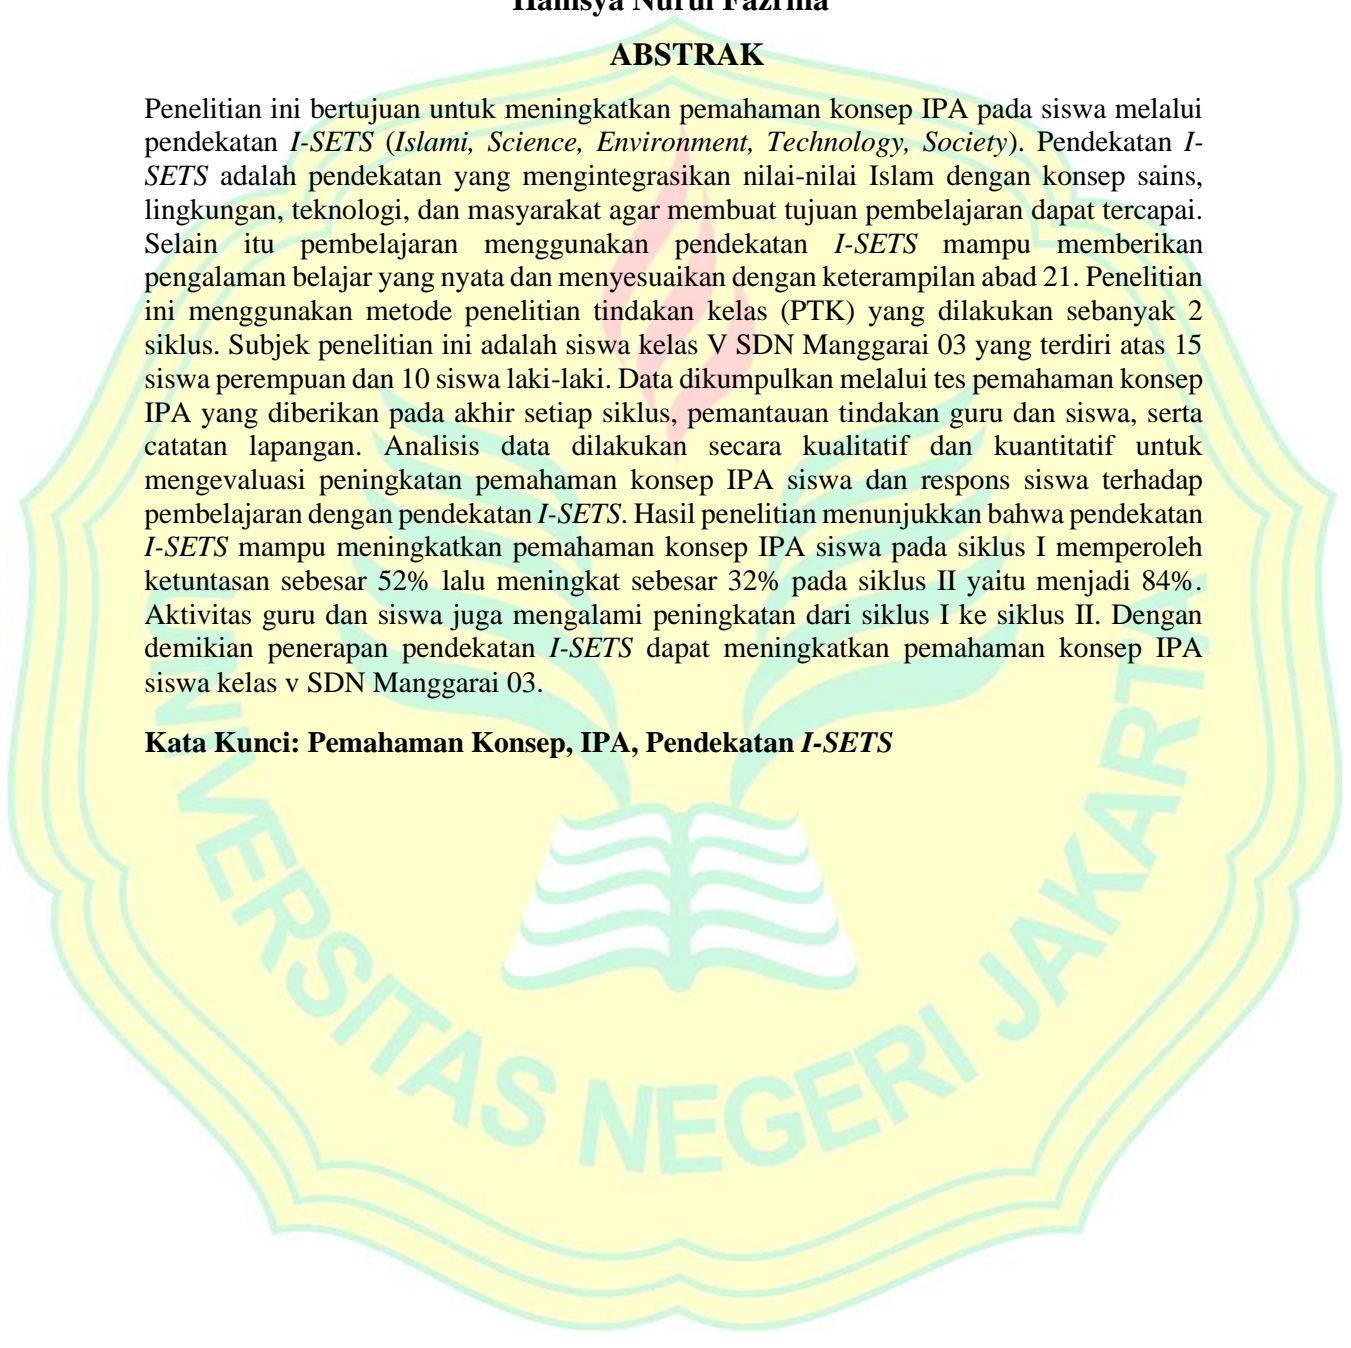 Hamsya Nurul Fazrina
ABSTRAK
Penelitian ini bertujuan untuk meningkatkan pemahaman konsep IPA pada siswa melalui
pendekatan I-SETS (Islami, Science, Environment, Technology, Society). Pendekatan I-
SETS adalah pendekatan yang mengintegrasikan nilai-nilai Islam dengan konsep sains,
lingkungan, teknologi, dan masyarakat agar membuat tujuan pembelajaran dapat tercapai.
Selain itu pembelajaran menggunakan pendekatan I-SETS mampu memberikan
pengalaman belajar yang nyata dan menyesuaikan dengan keterampilan abad 21. Penelitian
ini menggunakan metode penelitian tindakan kelas (PTK) yang dilakukan sebanyak 2
siklus. Subjek penelitian ini adalah siswa kelas V SDN Manggarai 03 yang terdiri atas 15
siswa perempuan dan 10 siswa laki-laki. Data dikumpulkan melalui tes pemahaman konsep
IPA yang diberikan pada akhir setiap siklus, pemantauan tindakan guru dan siswa, serta
catatan lapangan. Analisis data dilakukan secara kualitatif dan kuantitatif untuk
mengevaluasi peningkatan pemahaman konsep IPA siswa dan respons siswa terhadap
pembelajaran dengan pendekatan I-SETS. Hasil penelitian menunjukkan bahwa pendekatan
I-SETS mampu meningkatkan pemahaman konsep IPA siswa pada siklus I memperoleh
ketuntasan sebesar 52% lalu meningkat sebesar 32% pada siklus II yaitu menjadi 84%.
Aktivitas guru dan siswa juga mengalami peningkatan dari siklus I ke siklus II. Dengan
demikian penerapan pendekatan I-SETS dapat meningkatkan pemahaman konsep IPA
siswa kelas v SDN Manggarai 03.
Kata Kunci: Pemahaman Konsep, IPA, Pendekatan I-SETS
UNIVERSITAS NEGERI JAKARTA